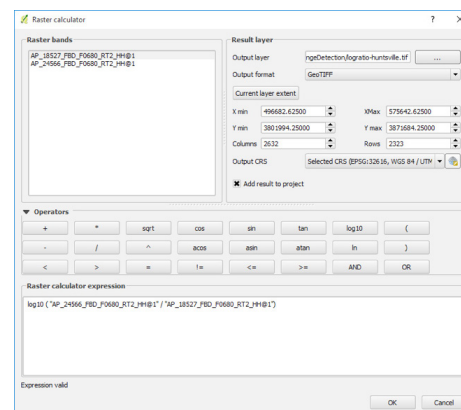 Raster calculator
? ×
Raster bands
AP_18527_FBD_F0680_RT2_HH@1
AP_24566_FBD_F0680_RT2_HH@1
Result layer
Output layer ngeDetection/logratio-huntsville.tif ...
Output format GeoTIFF
Current layer extent
X min 496682.62500 XMax 575642.62500
Y min 3801994.25000 Y max 3871684.25000
Columns 2632 Rows 2323
Output CRS Selected CRS (EPSG:32616, WGS 84 / UTM
Add result to project
Operators
+ * sqrt cos sin tan log10 (
- / ^ acos asin atan ln )
< > = != <= >= AND OR
Raster calculator expression
log10 ( "AP_24566_FBD_F0680_RT2_HH@1" / "AP_18527_FBD_F0680_RT2_HH@1")
Expression valid
OK Cancel